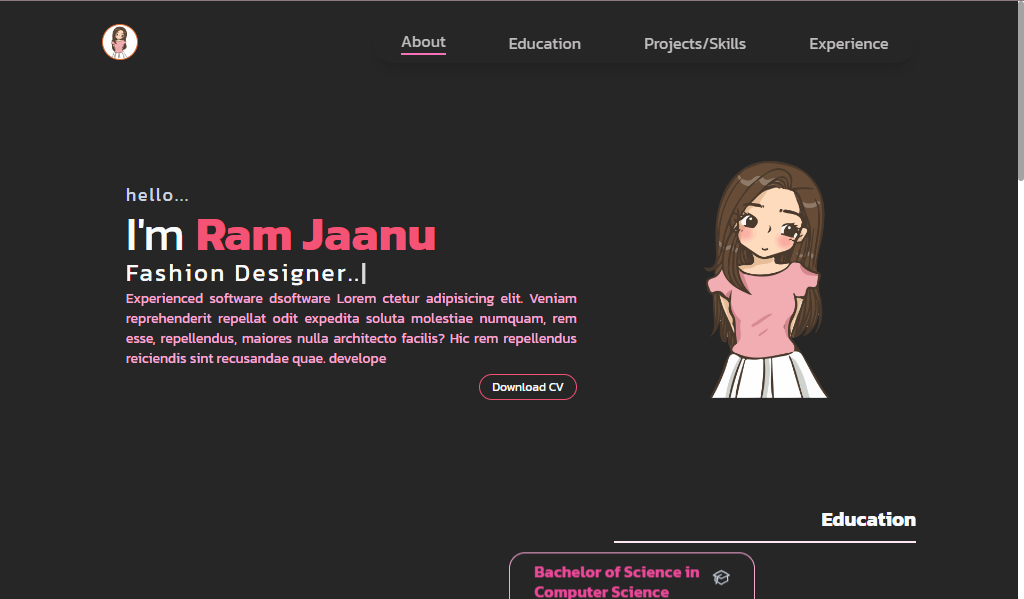 About
Education
Projects/Skills
Experience
hello...
I'm Ram Jaanu
Fashion Designer..|
Experienced software dsoftware Lorem ctetur adipisicing elit. Veniam
reprehenderit repellat odit expedita soluta molestiae numquam, rem
esse, repellendus, maiores nulla architecto facilis? Hic rem repellendus
reiciendis sint recusandae quae. develope
Download CV
Education
Bachelor of Science in
Computer Science